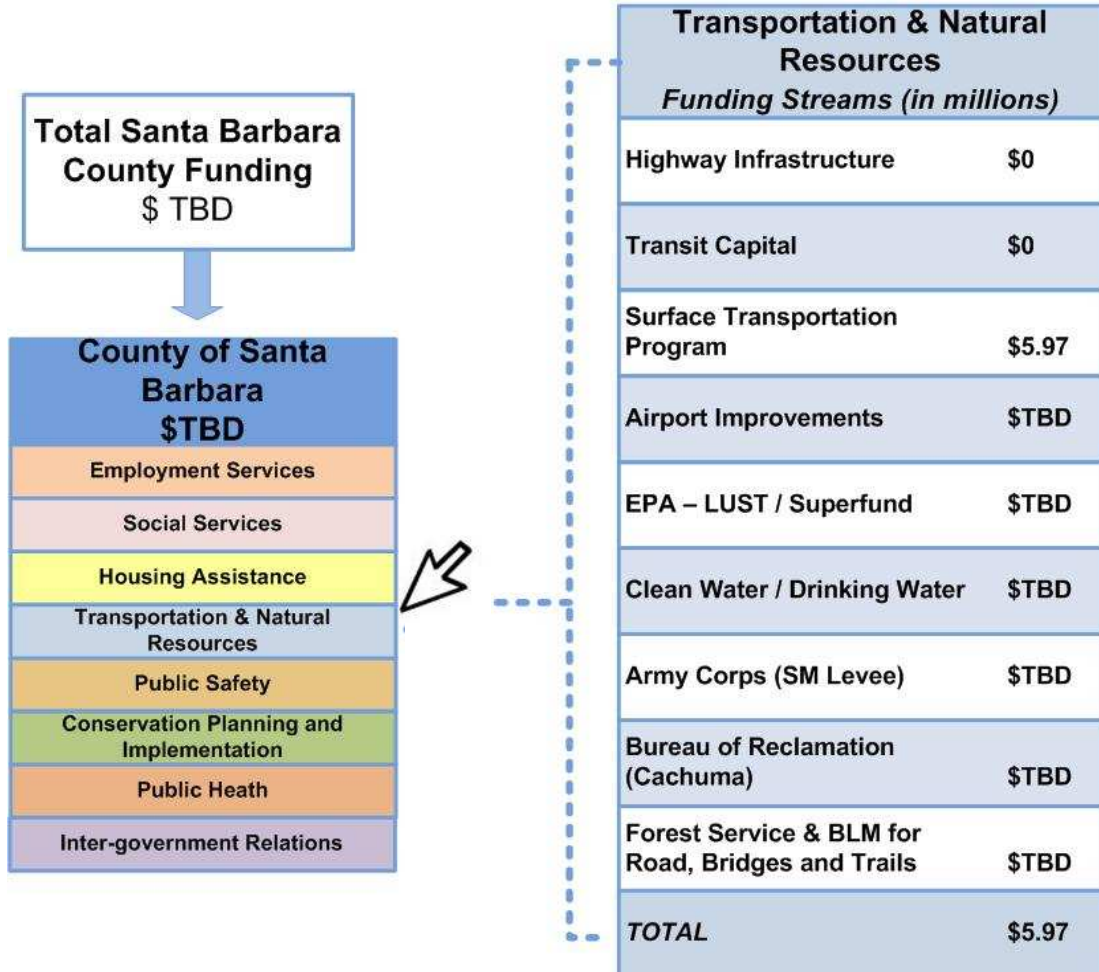 Total Santa Barbara
County Funding
$ TBD
County of Santa
Barbara
$TBD
Employment Services
Social Services
Housing Assistance
Transportation & Natural
Resources
Public Safety
Conservation Planning and
Implementation
Public Heath
Inter-government Relations
Transportation & Natural
Resources
Funding Streams (in millions)
Highway Infrastructure $0
Transit Capital $0
Surface Transportation
Program $5.97
Airport Improvements $TBD
EPA – LUST / Superfund $TBD
Clean Water / Drinking Water $TBD
Army Corps (SM Levee) $TBD
Bureau of Reclamation
(Cachuma) $TBD
Forest Service & BLM for
Road, Bridges and Trails $TBD
TOTAL $5.97